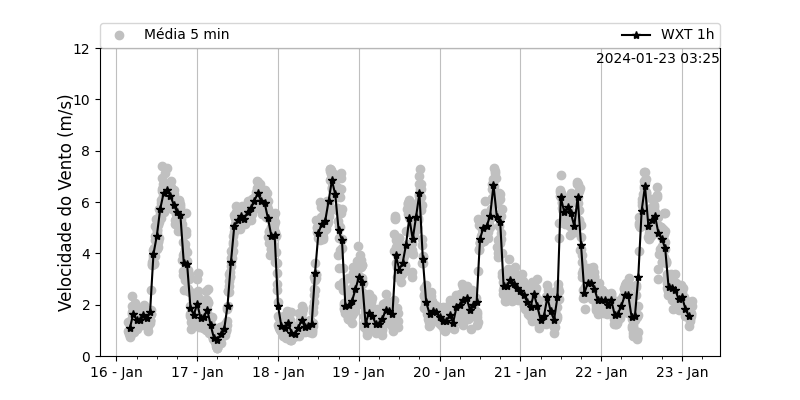 Média 5 min
WXT 1h
2024-01-23 03:25
Velocidade do Vento (m/s)
12
10
8
6
4
2
0
16 - Jan 17 - Jan 18 - Jan 19 - Jan 20 - Jan 21 - Jan 22 - Jan 23 - Jan